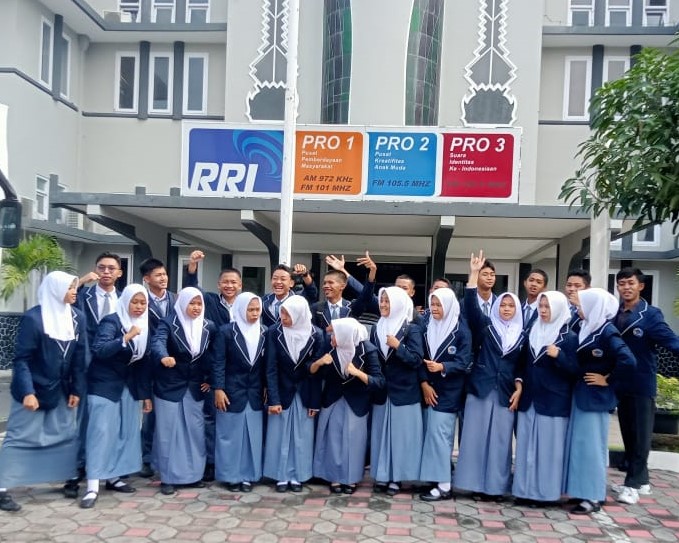 RRI
PRO 1
Pusat
Pemberdayaan
Masyarakat
AM 972 KHz
FM 101 MHZ
PRO 2
Pusat
Kreatifitas
Anak Muda
FM 105.5 MHZ
PRO 3
Suara
Identitas
Ke - Indonesiaan